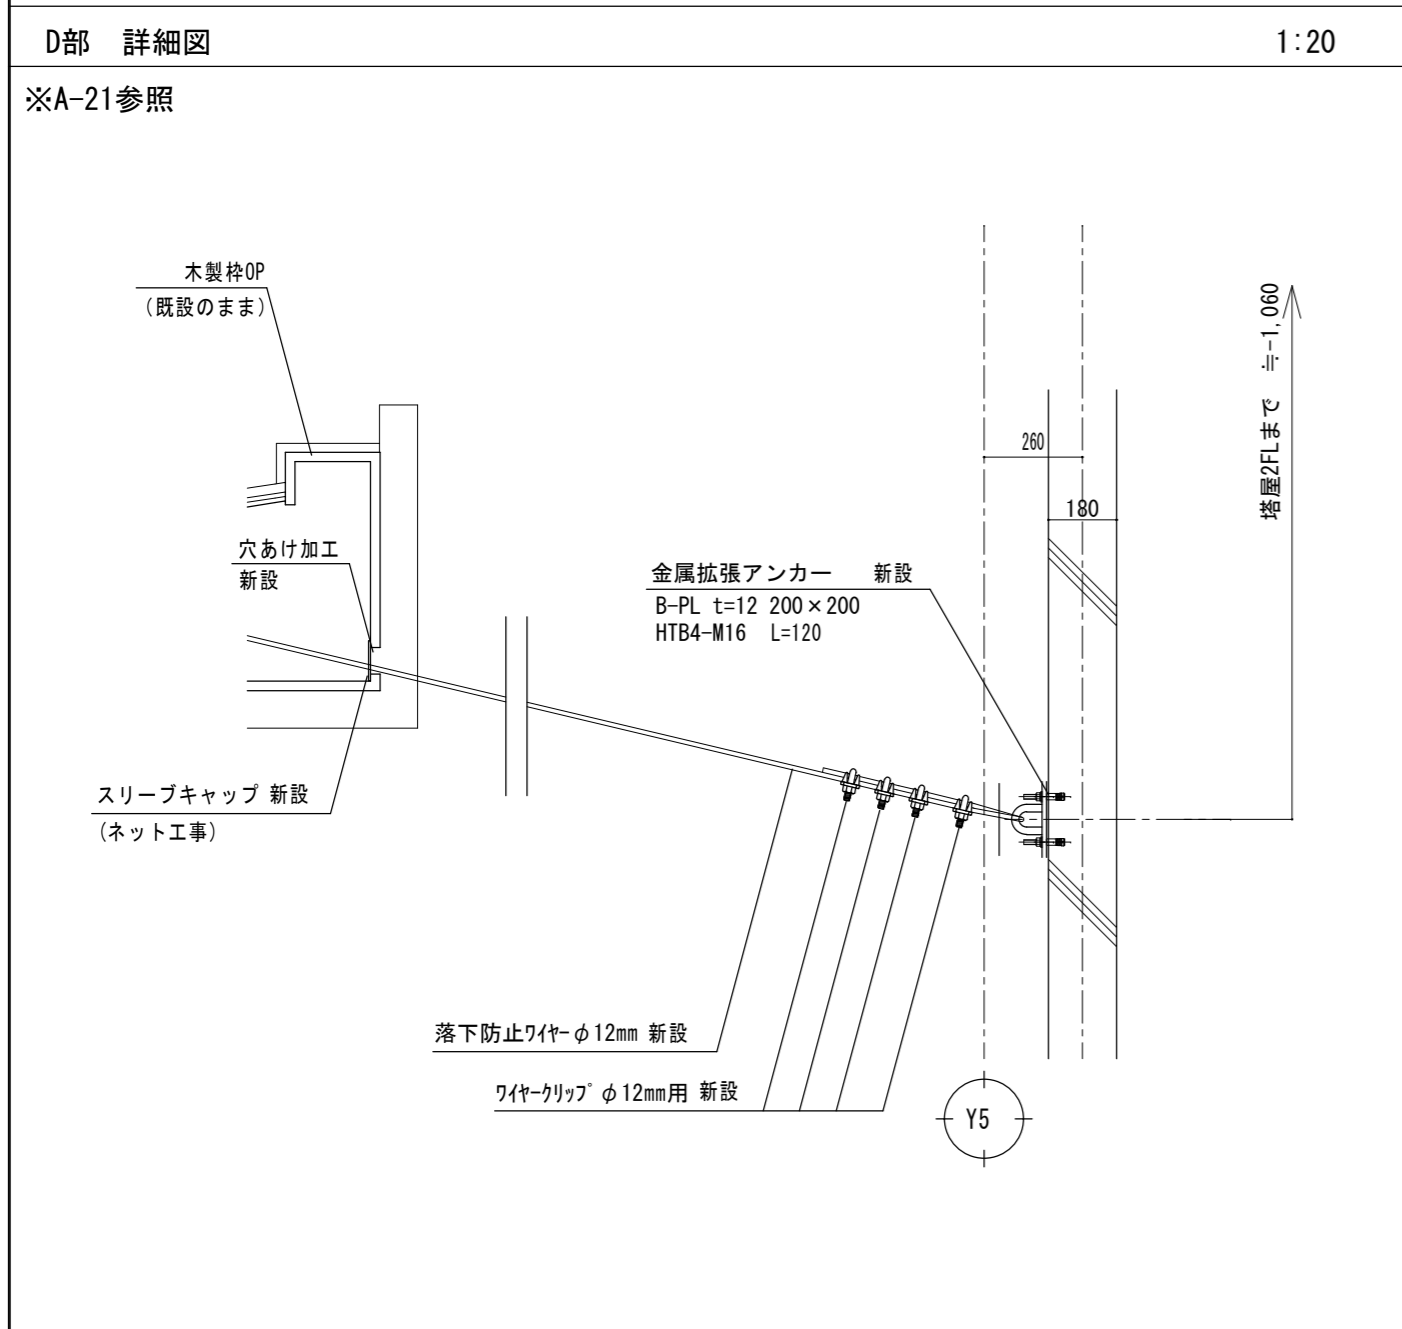 D部　詳細図　1:20
※A-21参照
木製枠OP
(既設のまま)
穴あけ加工
新設
スリーブキャップ 新設
(ネット工事)
金属拡張アンカー　新設
B-PL t=12 200×200
HTB4-M16　L=120
260
180
塔屋2FLまで　≒-1,060
落下防止ﾜｲﾔｰφ12mm 新設
ﾜｲﾔｰｸﾘｯﾌﾟφ12mm用 新設
Y5